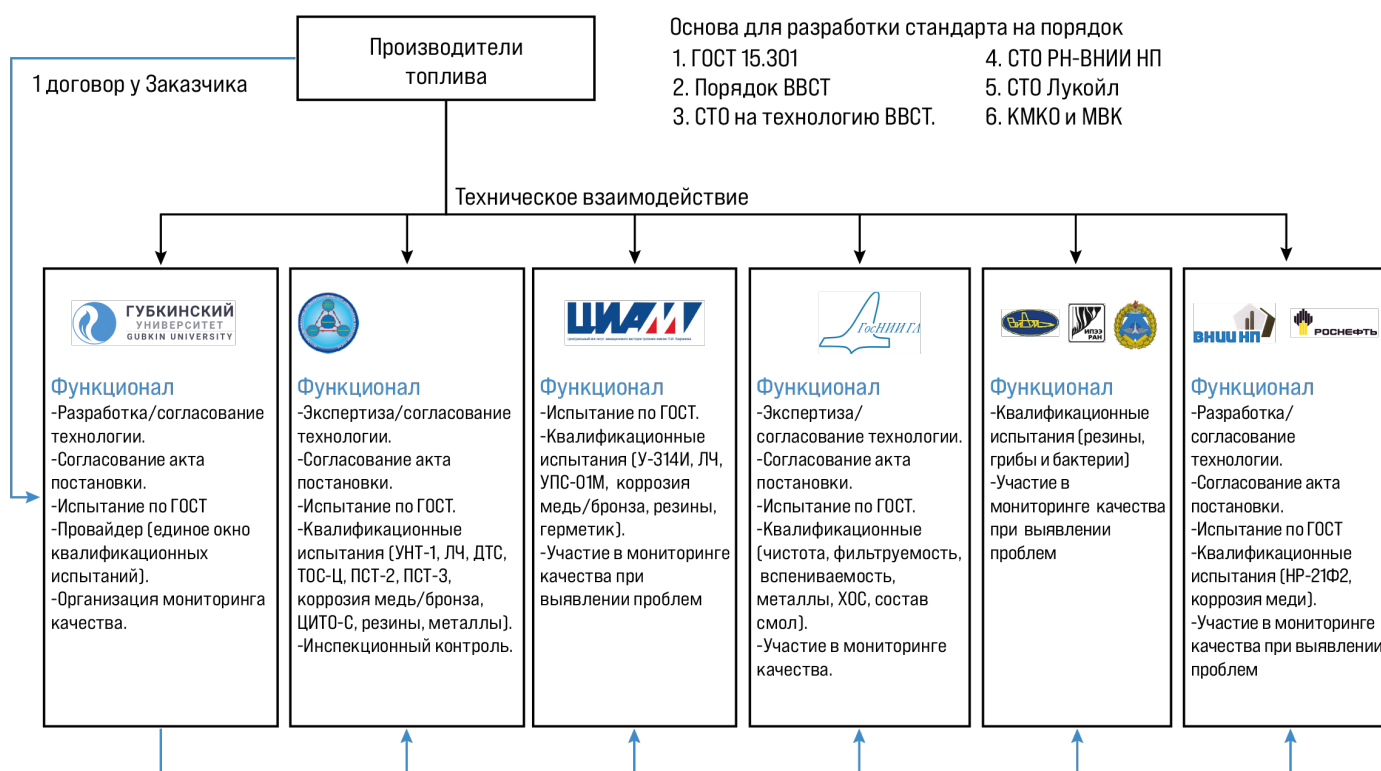 Производители
топлива
1 договор у Заказчика
Основа для разработки стандарта на порядок
1. ГОСТ 15.301
2. Порядок ВВСТ
3. СТО на технологию ВВСТ.
4. СТО РН-ВНИИ НП
5. СТО Лукойл
6. КМКО и МВК
Техническое взаимодействие
ГУБКИНСКИЙ
УНИВЕРСИТЕТ
GUBKIN UNIVERSITY
Функционал
-Разработка/согласование
технологии.
-Согласование акта
постановки.
-Испытание по ГОСТ
-Провайдер (единое окно
квалификационных
испытаний).
-Организация мониторинга
качества.
Функционал
-Экспертиза/согласование
технологии.
-Согласование акта
постановки.
-Испытание по ГОСТ.
-Квалификационные
испытания (УНТ-1, ЛЧ, ДТС,
ТОС-Ц, ПСТ-2, ПСТ-3,
коррозия медь/бронза,
ЦИТО-С, резины, металлы).
-Инспекционный контроль.
ЦИАМ
Функционал
-Испытание по ГОСТ.
-Квалификационные
испытания (У-314И, ЛЧ,
УПС-01М, коррозия
медь/бронза, резины,
герметик).
-Участие в мониторинге
качества при
выявлении проблем
ГосНИИ ГА
Функционал
-Экспертиза/
согласование технологии.
-Согласование акта
постановки.
-Испытание по ГОСТ.
-Квалификационные
(чистота, фильтруемость,
вспениваемость,
металлы, ХОС, состав
смол).
-Участие в мониторинге
качества.
ВИАМ
ИПЭЭ
РАН
Функционал
-Квалификационные
испытания (резины,
грибы и бактерии)
-Участие в
мониторинге качества
при выявлении
проблем
ВНИИ НП
РОСНЕФТЬ
Функционал
-Разработка/
согласование
технологии.
-Согласование акта
постановки.
-Испытание по ГОСТ
-Квалификационные
испытания (НР-21Ф2,
коррозия меди).
-Участие в мониторинге
качества при выявлении
проблем